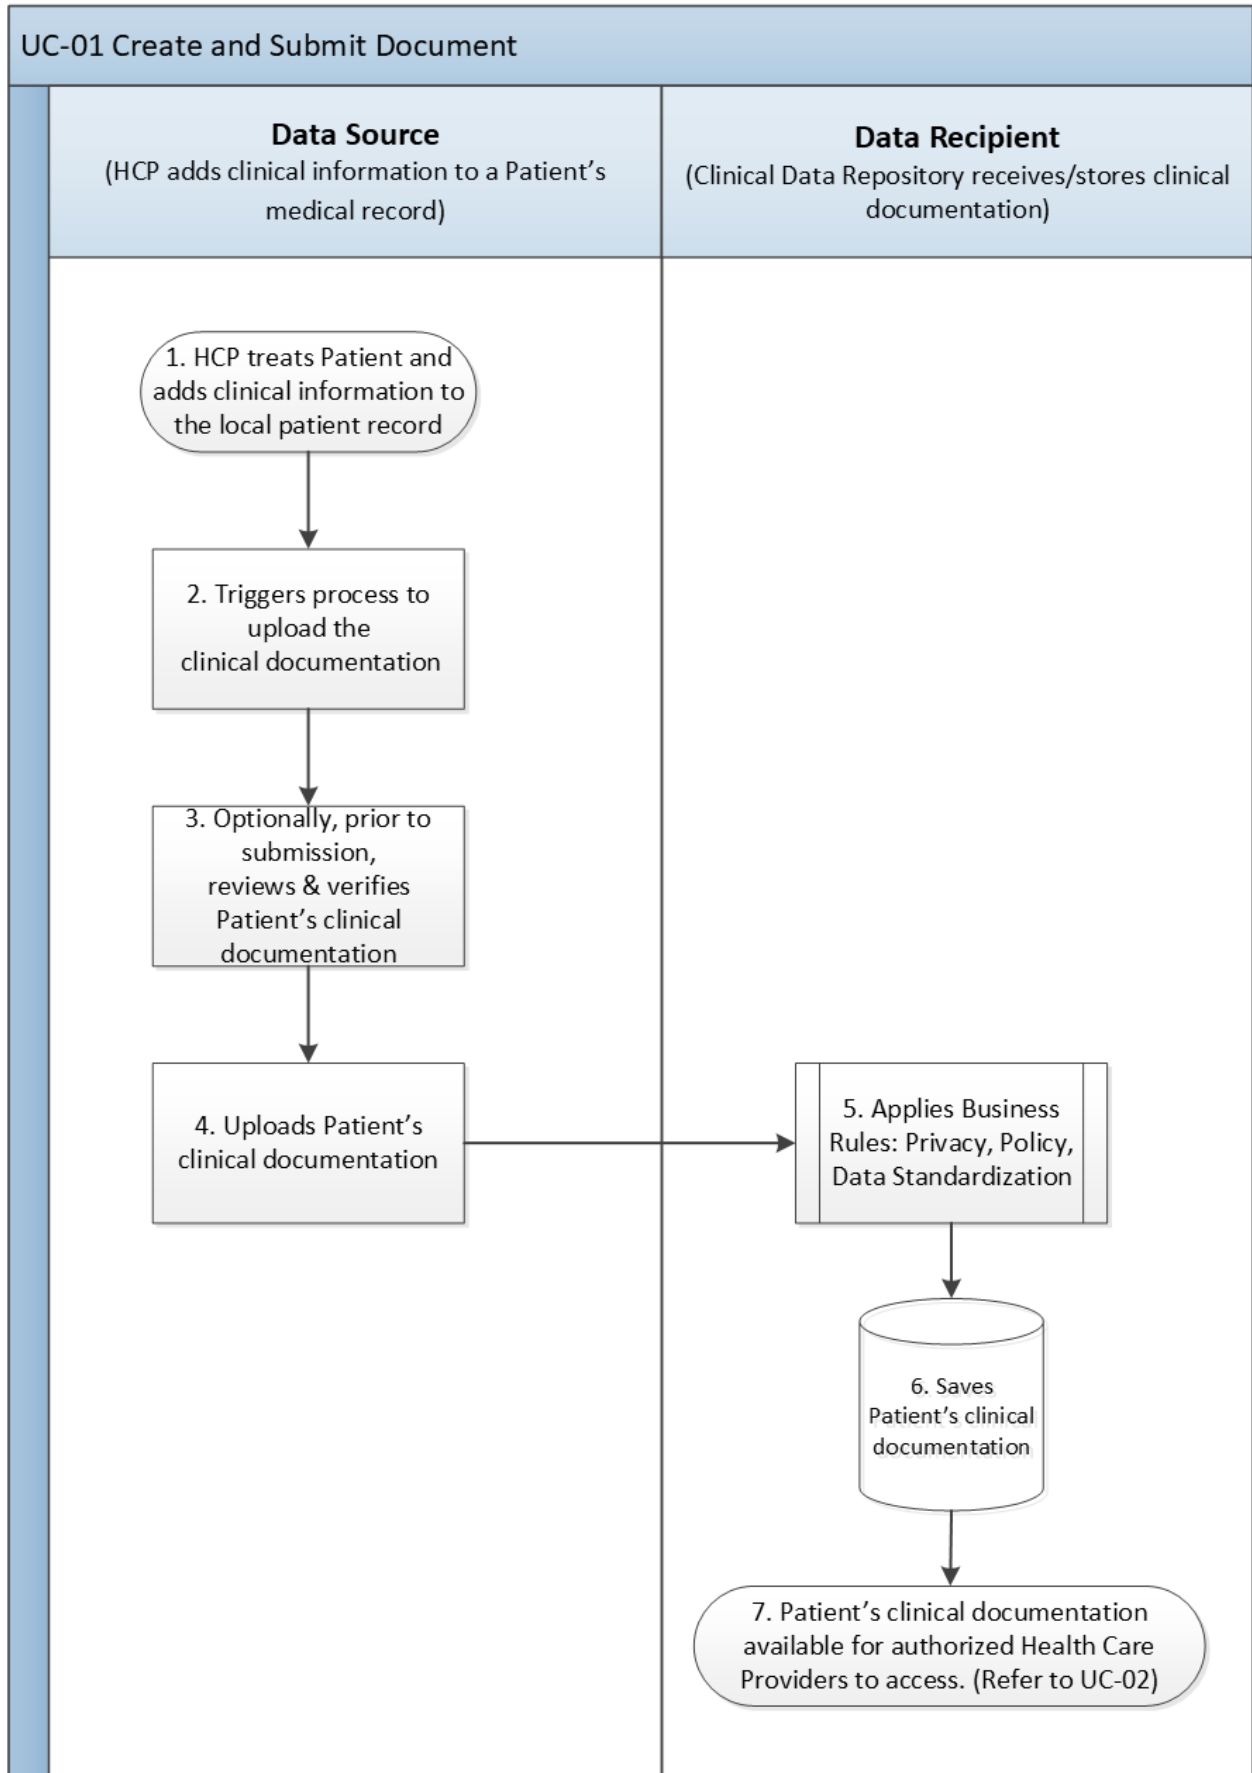 UC-01 Create and Submit Document
Data Source
(HCP adds clinical information to a Patient’s
medical record)
Data Recipient
(Clinical Data Repository receives/stores clinical
documentation)
1. HCP treats Patient and
adds clinical information to
the local patient record
2. Triggers process to
upload the
clinical documentation
3. Optionally, prior to
submission,
reviews & verifies
Patient’s clinical
documentation
4. Uploads Patient’s
clinical documentation
5. Applies Business
Rules: Privacy, Policy,
Data Standardization
6. Saves
Patient’s clinical
documentation
7. Patient’s clinical documentation
available for authorized Health Care
Providers to access. (Refer to UC-02)